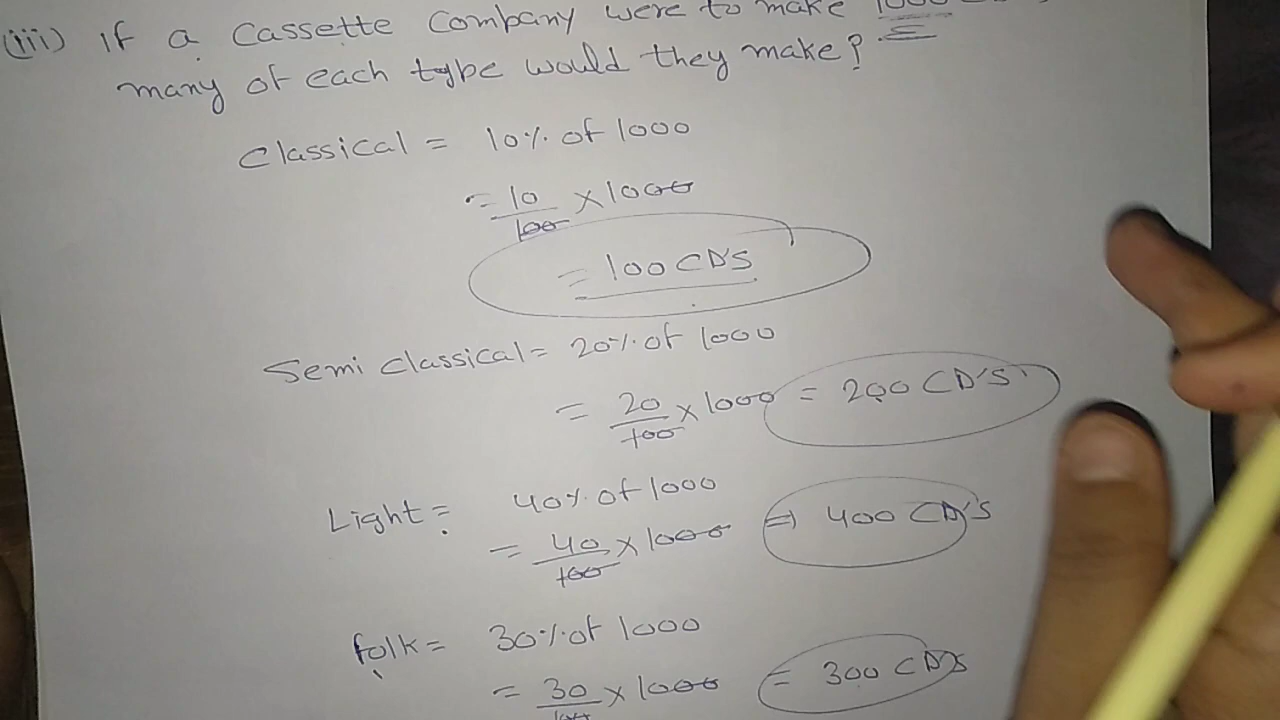 (iii) if a Cassette Company were to make 1000
many of each type would they make?
Classical = 10% of 1000
= 10/100 × 1000
= 100 CD'S
Semi classical = 20% of 1000
= 20/100 × 1000 = 200 CD'S
Light = 40% of 1000
= 40/100 × 1000 => 400 CD'S
folk = 30% of 1000
= 30/100 × 1000 = 300 CD's